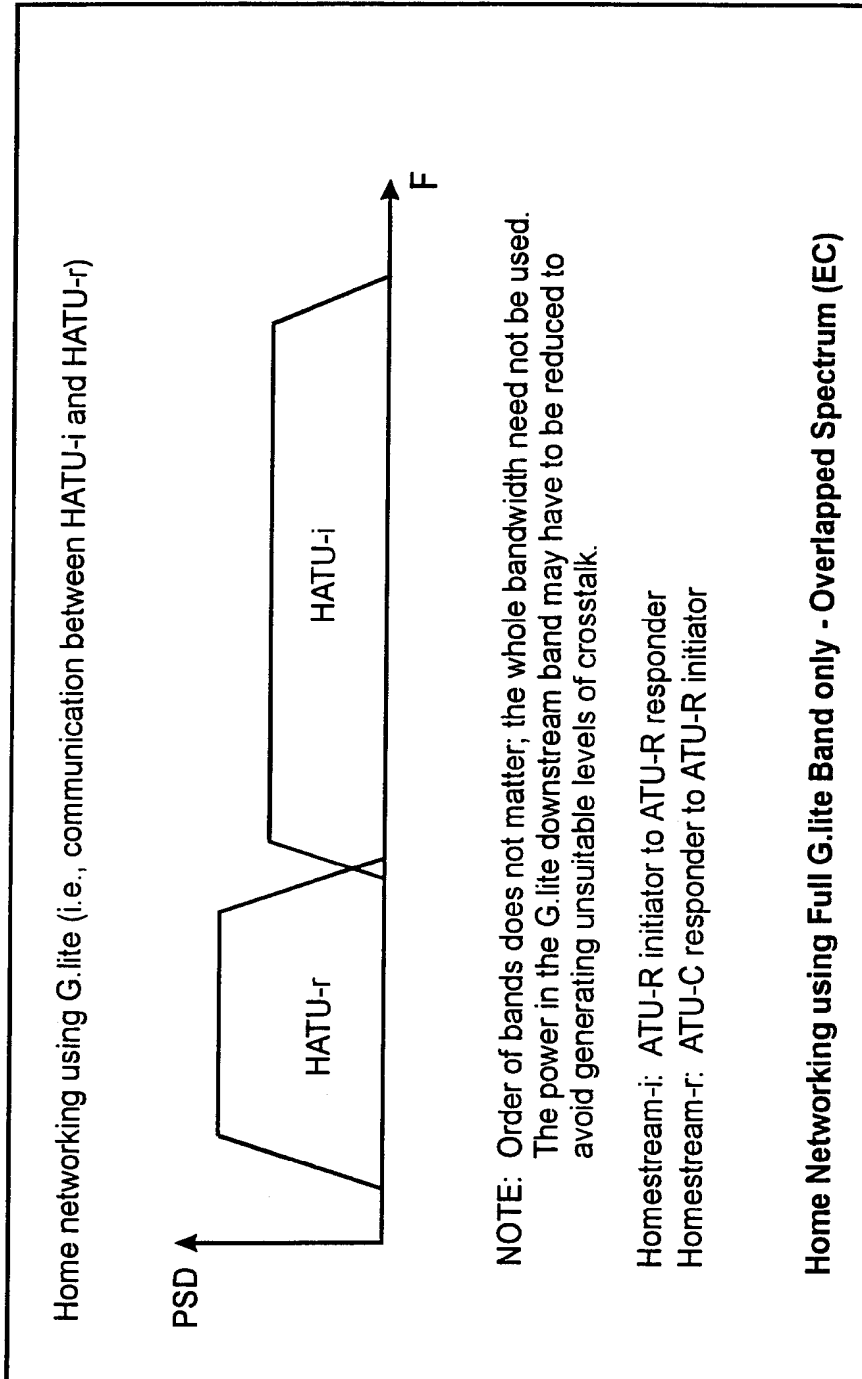 Home networking using G.lite (i.e., communication between HATU-i and HATU-r)
PSD
HATU-r
HATU-i
F
NOTE: Order of bands does not matter; the whole bandwidth need not be used.
The power in the G.lite downstream band may have to be reduced to
avoid generating unsuitable levels of crosstalk.
Homestream-i: ATU-R initiator to ATU-R responder
Homestream-r: ATU-C responder to ATU-R initiator
Home Networking using Full G.lite Band only - Overlapped Spectrum (EC)